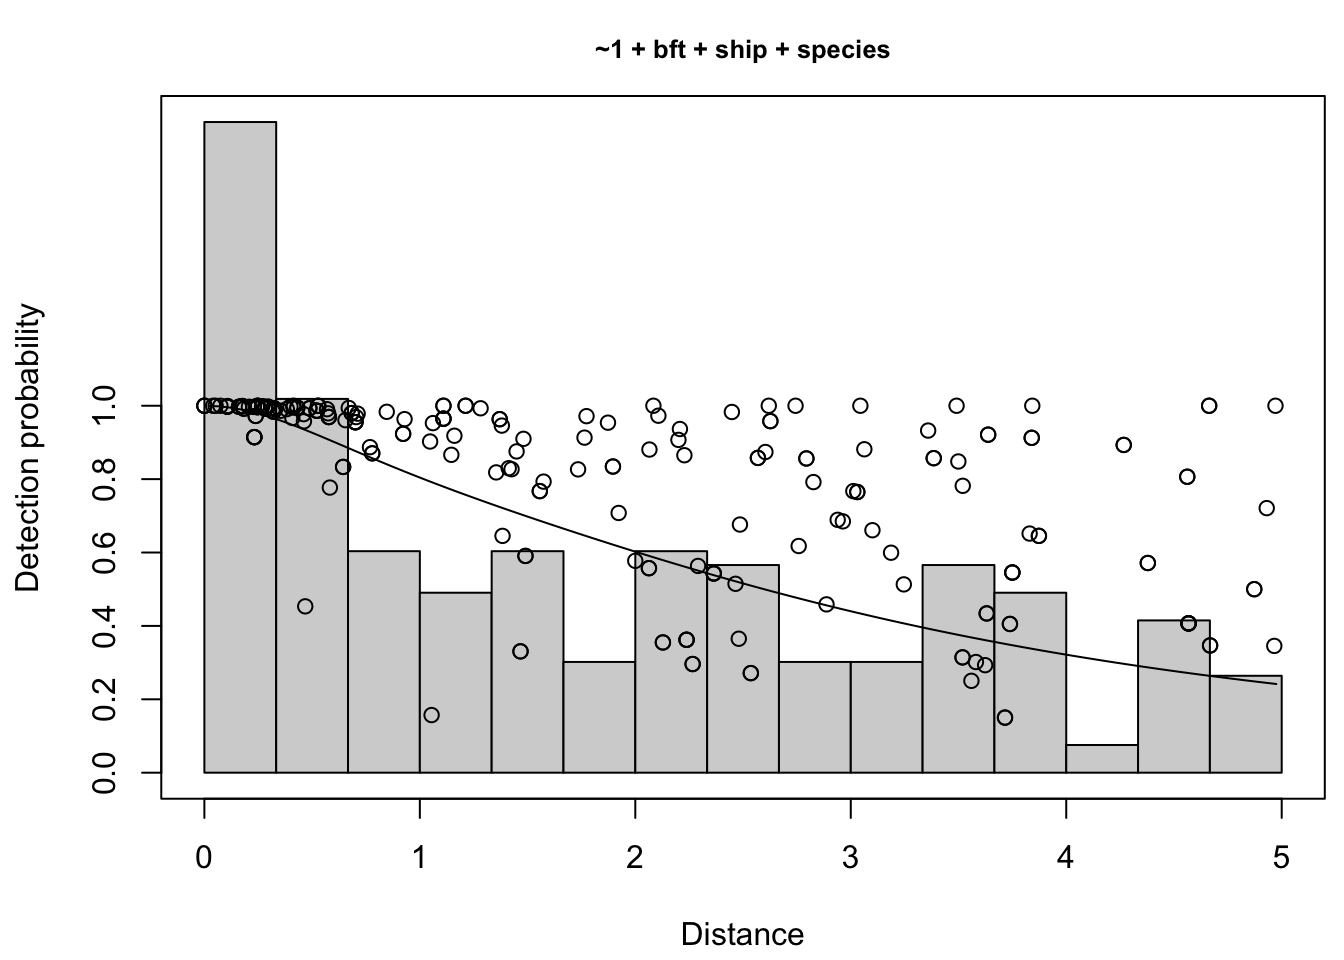 ~1 + bft + ship + species
Detection probability
1.0
0.8
0.6
0.4
0.2
0.0
0 1 2 3 4 5
Distance